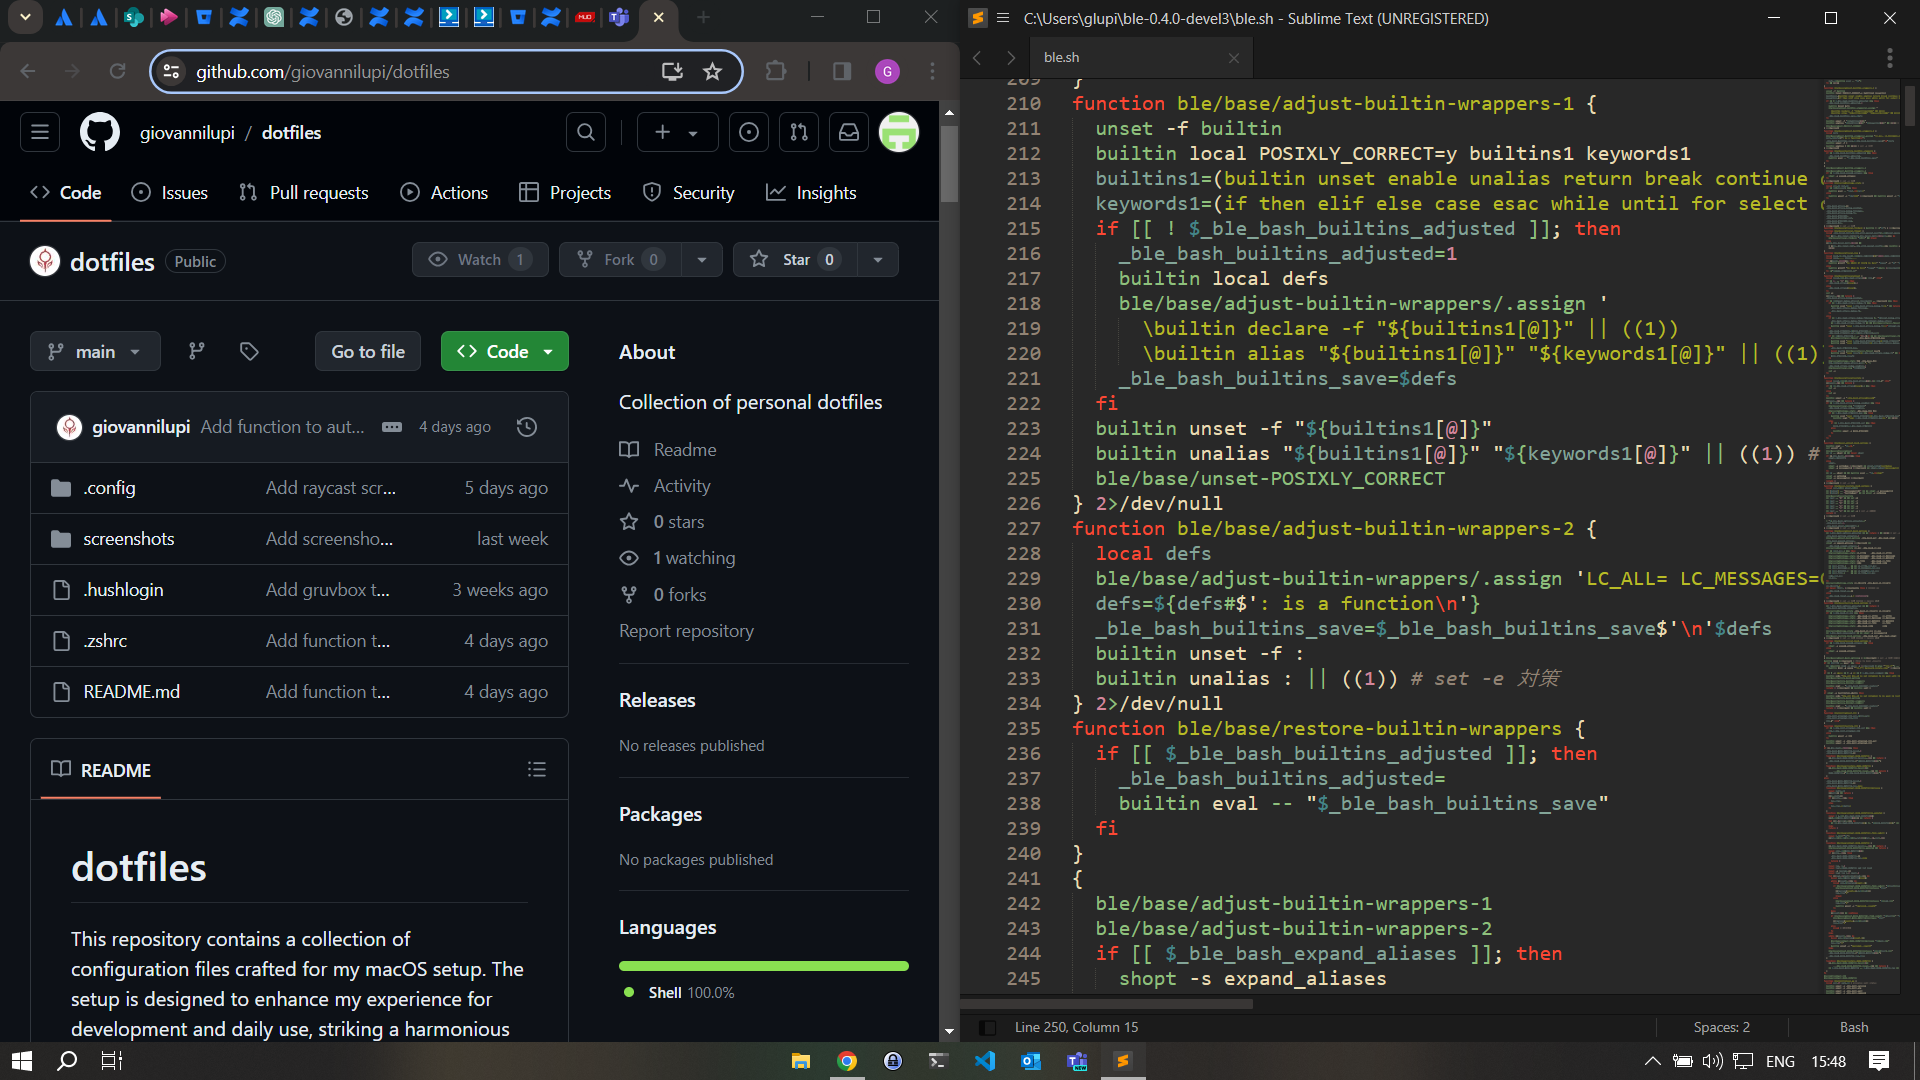 github.com/giovannilupi/dotfiles
G
giovannilupi / dotfiles
Code
Issues
Pull requests
Actions
Projects
Security
Insights
dotfiles
Public
Watch 1
Fork 0
Star 0
main
Go to file
Code
giovannilupi Add function to aut... 4 days ago
.config Add raycast scr... 5 days ago
screenshots Add screensho... last week
.hushlogin Add gruvbox t... 3 weeks ago
.zshrc Add function t... 4 days ago
README.md Add function t... 4 days ago
README
dotfiles
This repository contains a collection of
configuration files crafted for my macOS setup. The
setup is designed to enhance my experience for
development and daily use, striking a harmonious
About
Collection of personal dotfiles
Readme
Activity
0 stars
1 watching
0 forks
Report repository
Releases
No releases published
Packages
No packages published
Languages
Shell 100.0%
C:\Users\glupi\ble-0.4.0-devel3\ble.sh - Sublime Text (UNREGISTERED)
ble.sh
209 }
210 function ble/base/adjust-builtin-wrappers-1 {
211 unset -f builtin
212 builtin local POSIXLY_CORRECT=y builtins1 keywords1
213 builtins1=(builtin unset enable unalias return break continue
214 keywords1=(if then elif else case esac while until for select
215 if [[ ! $_ble_bash_builtins_adjusted ]]; then
216 _ble_bash_builtins_adjusted=1
217 builtin local defs
218 ble/base/adjust-builtin-wrappers/.assign '
219 \builtin declare -f "${builtins1[@]}" || ((1))
220 \builtin alias "${builtins1[@]}" "${keywords1[@]}" || ((1)
221 _ble_bash_builtins_save=$defs
222 fi
223 builtin unset -f "${builtins1[@]}"
224 builtin unalias "${builtins1[@]}" "${keywords1[@]}" || ((1)) #
225 ble/base/unset-POSIXLY_CORRECT
226 } 2>/dev/null
227 function ble/base/adjust-builtin-wrappers-2 {
228 local defs
229 ble/base/adjust-builtin-wrappers/.assign 'LC_ALL= LC_MESSAGES=
230 defs=${defs#$': is a function\n'}
231 _ble_bash_builtins_save=$_ble_bash_builtins_save$'\n'$defs
232 builtin unset -f :
233 builtin unalias : || ((1)) # set -e 対策
234 } 2>/dev/null
235 function ble/base/restore-builtin-wrappers {
236 if [[ $_ble_bash_builtins_adjusted ]]; then
237 _ble_bash_builtins_adjusted=
238 builtin eval -- "$_ble_bash_builtins_save"
239 fi
240 }
241 {
242 ble/base/adjust-builtin-wrappers-1
243 ble/base/adjust-builtin-wrappers-2
244 if [[ $_ble_bash_expand_aliases ]]; then
245 shopt -s expand_aliases
Line 250, Column 15
Spaces: 2
Bash
ENG
15:48